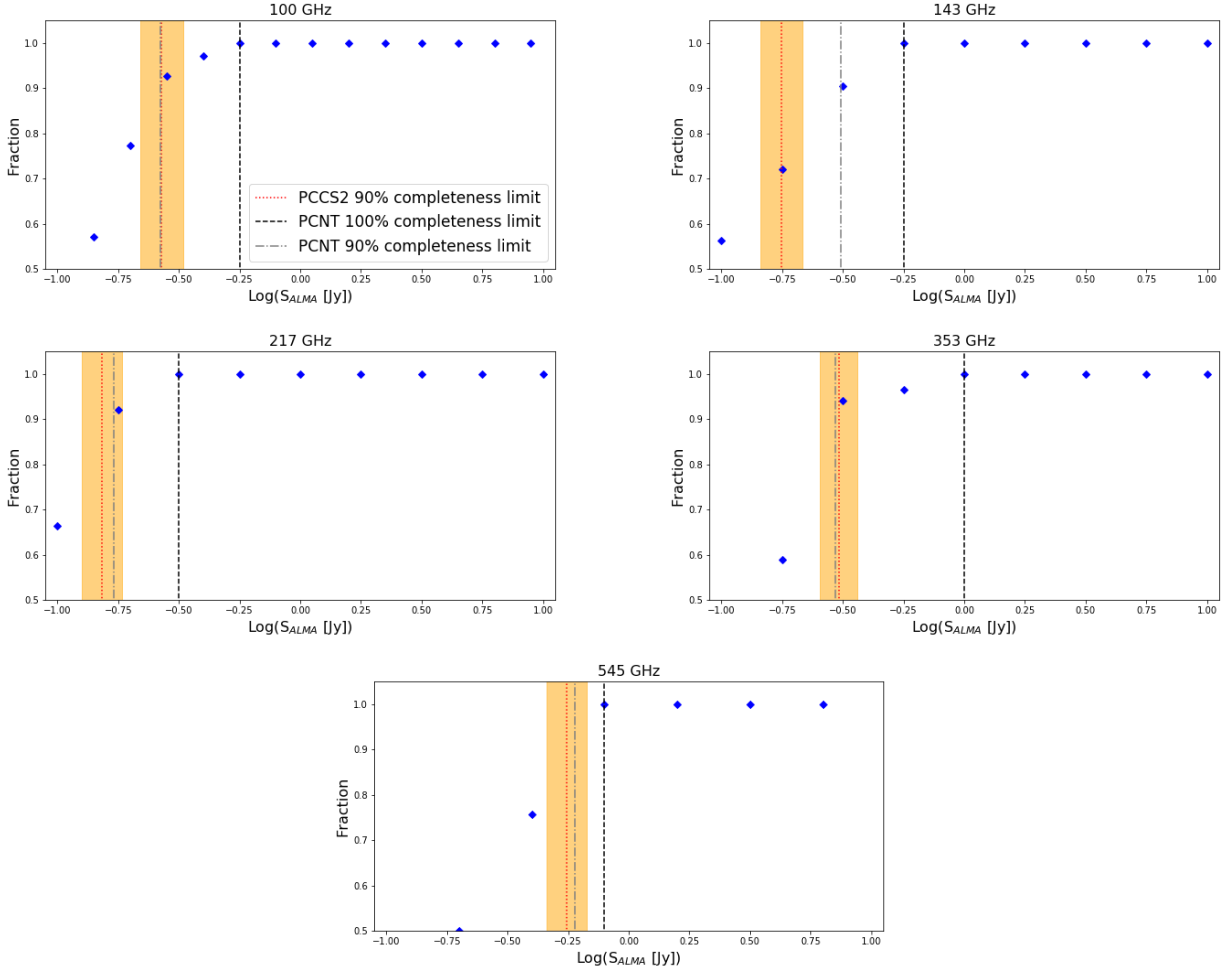 100 GHz
Fraction
1.0
0.9
0.8
0.7
0.6
0.5
PCCS2 90% completeness limit
PCNT 100% completeness limit
PCNT 90% completeness limit
−1.00 −0.75 −0.50 −0.25 0.00 0.25 0.50 0.75 1.00
Log(S_ALMA [Jy])
143 GHz
Fraction
1.0
0.9
0.8
0.7
0.6
0.5
−1.00 −0.75 −0.50 −0.25 0.00 0.25 0.50 0.75 1.00
Log(S_ALMA [Jy])
217 GHz
Fraction
1.0
0.9
0.8
0.7
0.6
0.5
−1.00 −0.75 −0.50 −0.25 0.00 0.25 0.50 0.75 1.00
Log(S_ALMA [Jy])
353 GHz
Fraction
1.0
0.9
0.8
0.7
0.6
0.5
−1.00 −0.75 −0.50 −0.25 0.00 0.25 0.50 0.75 1.00
Log(S_ALMA [Jy])
545 GHz
Fraction
1.0
0.9
0.8
0.7
0.6
0.5
−1.00 −0.75 −0.50 −0.25 0.00 0.25 0.50 0.75 1.00
Log(S_ALMA [Jy])